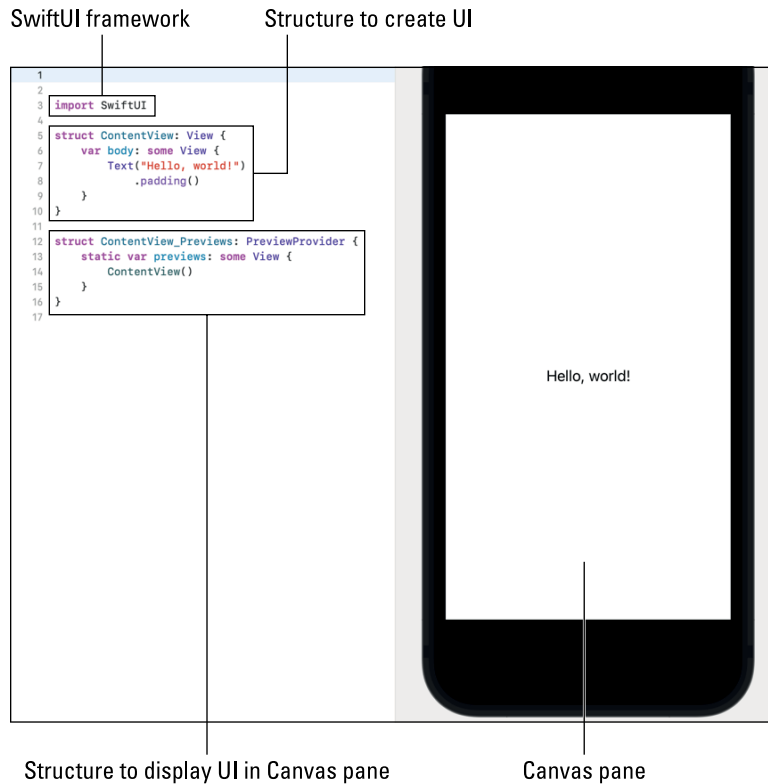 SwiftUI framework
Structure to create UI
1
2
3 import SwiftUI
4
5 struct ContentView: View {
6 var body: some View {
7 Text("Hello, world!")
8 .padding()
9 }
10 }
11
12 struct ContentView_Previews: PreviewProvider {
13 static var previews: some View {
14 ContentView()
15 }
16 }
17
Hello, world!
Structure to display UI in Canvas pane
Canvas pane